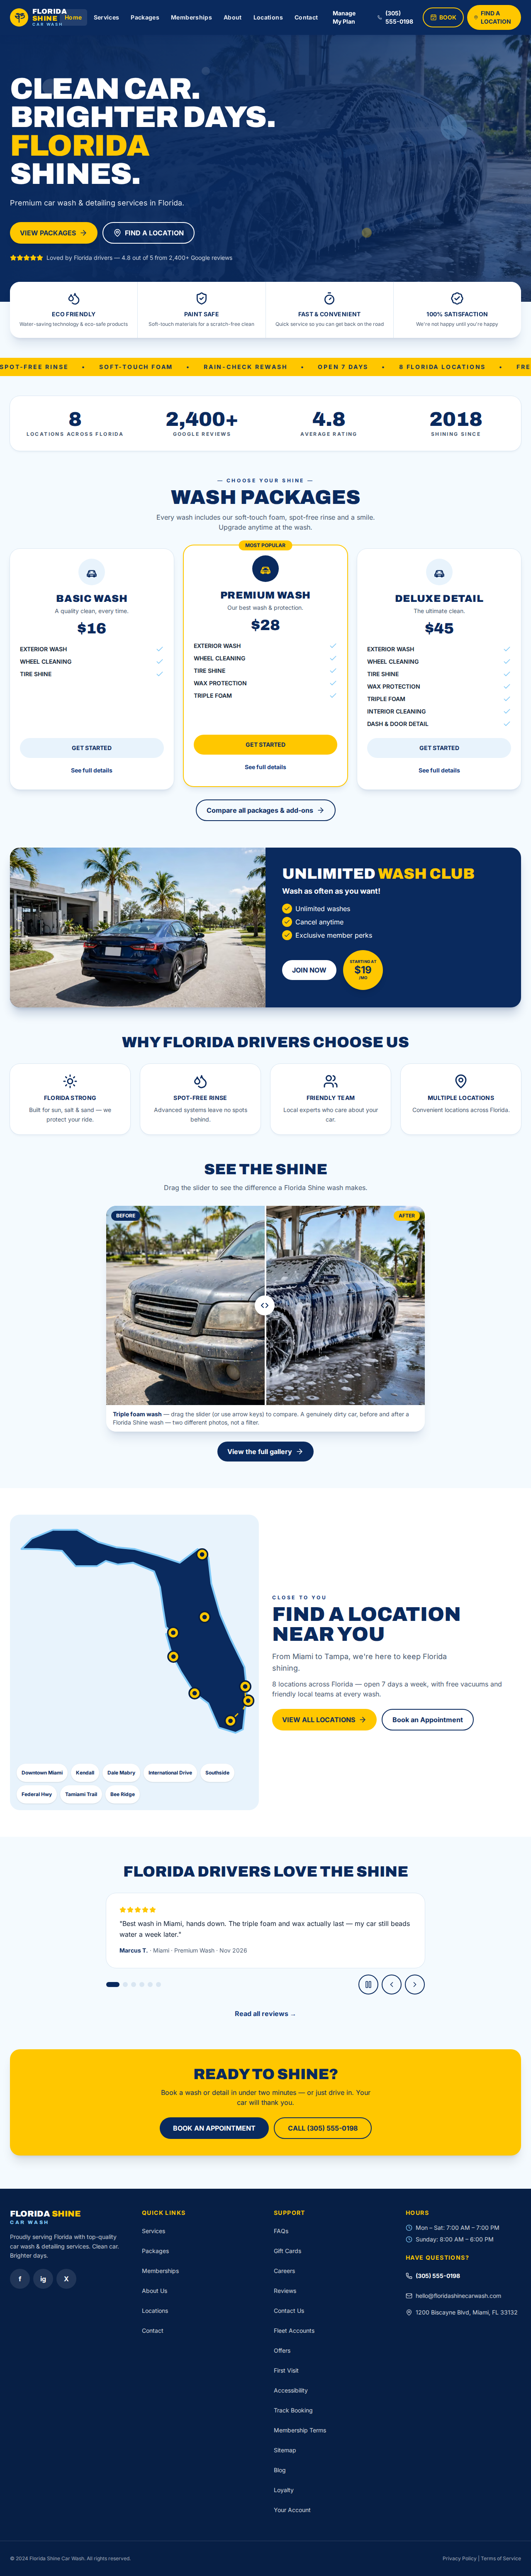 FLORIDA
SHINE
CAR WASH
Home
Services
Packages
Memberships
About
Locations
Contact
Manage
My Plan
(305)
555-0198
BOOK
FIND A
LOCATION
CLEAN CAR.
BRIGHTER DAYS.
FLORIDA
SHINES.
Premium car wash & detailing services in Florida.
VIEW PACKAGES
FIND A LOCATION
Loved by Florida drivers — 4.8 out of 5 from 2,400+ Google reviews
ECO FRIENDLY
Water-saving technology & eco-safe products
PAINT SAFE
Soft-touch materials for a scratch-free clean
FAST & CONVENIENT
Quick service so you can get back on the road
100% SATISFACTION
We're not happy until you're happy
SPOT-FREE RINSE • SOFT-TOUCH FOAM • RAIN-CHECK REWASH • OPEN 7 DAYS • 8 FLORIDA LOCATIONS • FRE
8
LOCATIONS ACROSS FLORIDA
2,400+
GOOGLE REVIEWS
4.8
AVERAGE RATING
2018
SHINING SINCE
— CHOOSE YOUR SHINE —
WASH PACKAGES
Every wash includes our soft-touch foam, spot-free rinse and a smile.
Upgrade anytime at the wash.
BASIC WASH
A quality clean, every time.
$16
EXTERIOR WASH
WHEEL CLEANING
TIRE SHINE
GET STARTED
See full details
MOST POPULAR
PREMIUM WASH
Our best wash & protection.
$28
EXTERIOR WASH
WHEEL CLEANING
TIRE SHINE
WAX PROTECTION
TRIPLE FOAM
GET STARTED
See full details
DELUXE DETAIL
The ultimate clean.
$45
EXTERIOR WASH
WHEEL CLEANING
TIRE SHINE
WAX PROTECTION
TRIPLE FOAM
INTERIOR CLEANING
DASH & DOOR DETAIL
GET STARTED
See full details
Compare all packages & add-ons
UNLIMITED WASH CLUB
Wash as often as you want!
Unlimited washes
Cancel anytime
Exclusive member perks
JOIN NOW
STARTING AT
$19
/MO
WHY FLORIDA DRIVERS CHOOSE US
FLORIDA STRONG
Built for sun, salt & sand — we
protect your ride.
SPOT-FREE RINSE
Advanced systems leave no spots
behind.
FRIENDLY TEAM
Local experts who care about your
car.
MULTIPLE LOCATIONS
Convenient locations across Florida.
SEE THE SHINE
Drag the slider to see the difference a Florida Shine wash makes.
BEFORE
AFTER
Triple foam wash — drag the slider (or use arrow keys) to compare. A genuinely dirty car, before and after a
Florida Shine wash — two different photos, not a filter.
View the full gallery
Downtown Miami
Kendall
Dale Mabry
International Drive
Southside
Federal Hwy
Tamiami Trail
Bee Ridge
CLOSE TO YOU
FIND A LOCATION
NEAR YOU
From Miami to Tampa, we're here to keep Florida
shining.
8 locations across Florida — open 7 days a week, with free vacuums and
friendly local teams at every wash.
VIEW ALL LOCATIONS
Book an Appointment
FLORIDA DRIVERS LOVE THE SHINE
"Best wash in Miami, hands down. The triple foam and wax actually last — my car still beads
water a week later."
Marcus T. · Miami · Premium Wash · Nov 2026
Read all reviews →
READY TO SHINE?
Book a wash or detail in under two minutes — or just drive in. Your
car will thank you.
BOOK AN APPOINTMENT
CALL (305) 555-0198
FLORIDA SHINE
CAR WASH
Proudly serving Florida with top-quality
car wash & detailing services. Clean car.
Brighter days.
f
ig
X
QUICK LINKS
Services
Packages
Memberships
About Us
Locations
Contact
SUPPORT
FAQs
Gift Cards
Careers
Reviews
Contact Us
Fleet Accounts
Offers
First Visit
Accessibility
Track Booking
Membership Terms
Sitemap
Blog
Loyalty
Your Account
HOURS
Mon – Sat: 7:00 AM – 7:00 PM
Sunday: 8:00 AM – 6:00 PM
HAVE QUESTIONS?
(305) 555-0198
hello@floridashinecarwash.com
1200 Biscayne Blvd, Miami, FL 33132
© 2024 Florida Shine Car Wash. All rights reserved.
Privacy Policy | Terms of Service